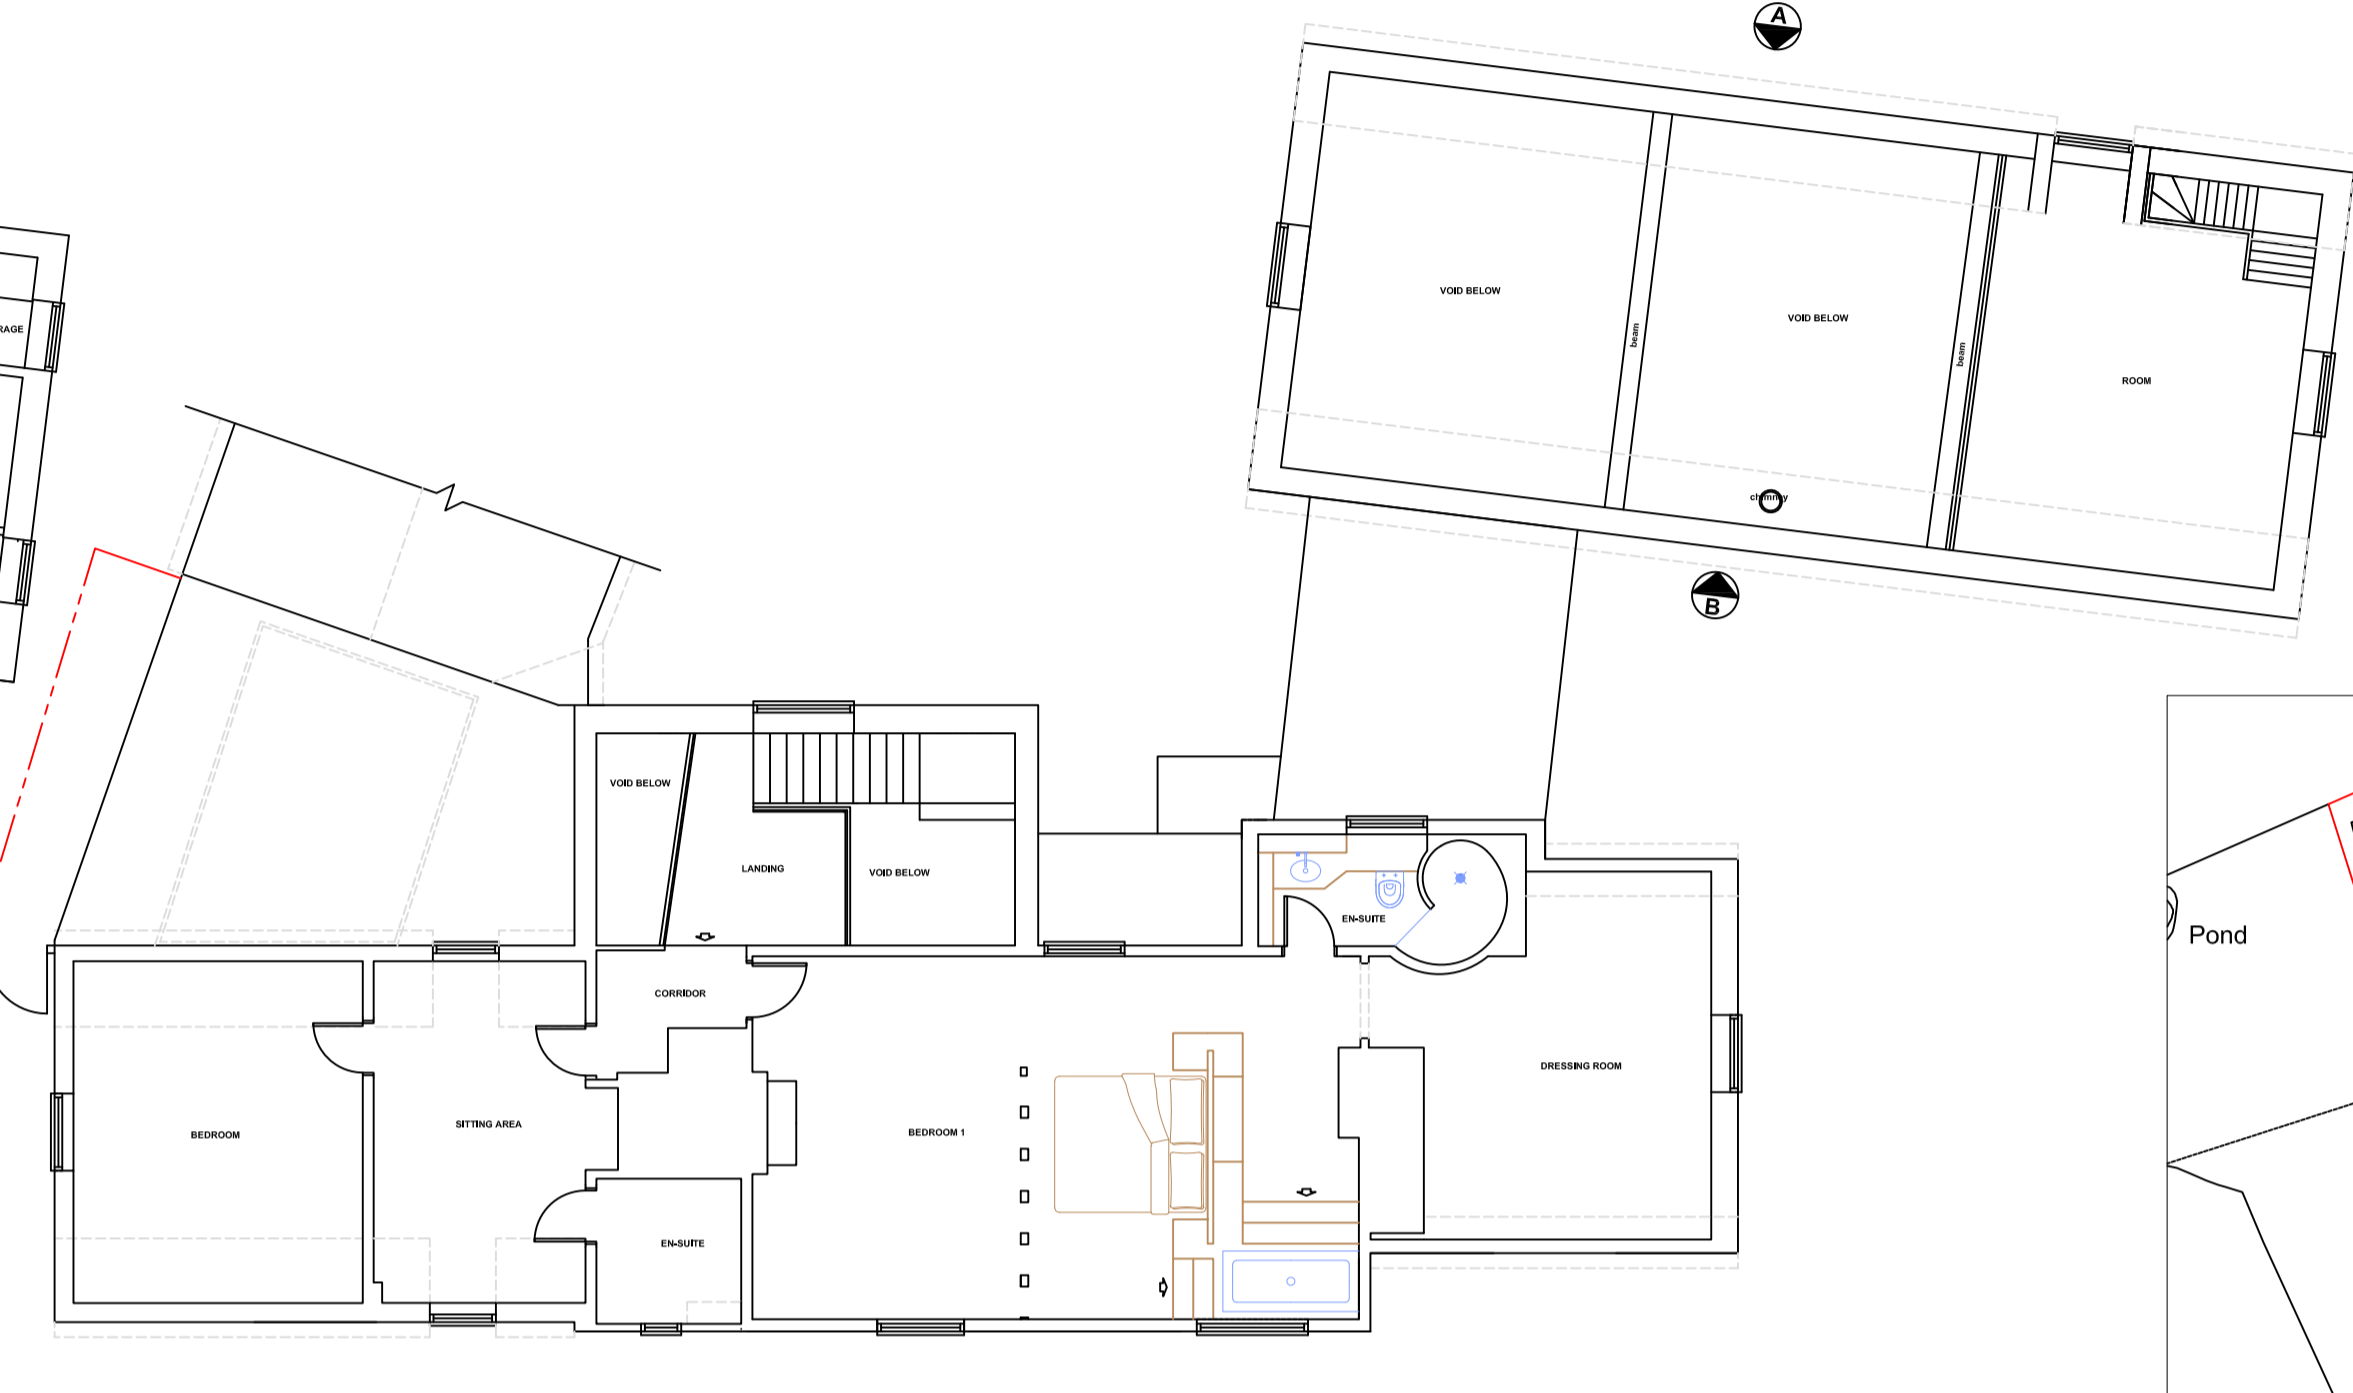 A
RAGE
VOID BELOW
VOID BELOW
beam
beam
ROOM
chimney
B
VOID BELOW
LANDING
VOID BELOW
EN-SUITE
Pond
CORRIDOR
DRESSING ROOM
SITTING AREA
BEDROOM
BEDROOM 1
EN-SUITE